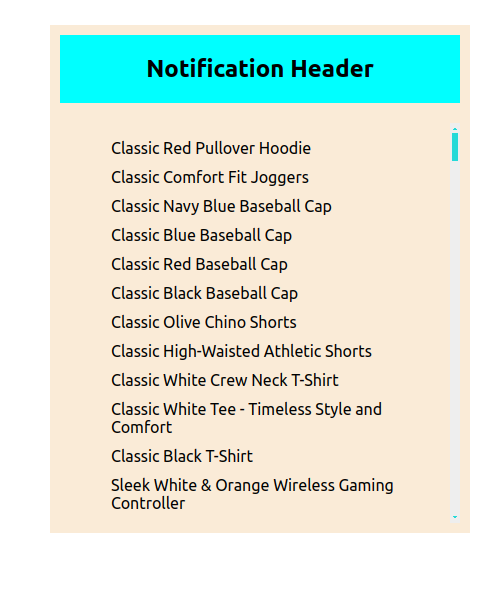 Notification Header
Classic Red Pullover Hoodie
Classic Comfort Fit Joggers
Classic Navy Blue Baseball Cap
Classic Blue Baseball Cap
Classic Red Baseball Cap
Classic Black Baseball Cap
Classic Olive Chino Shorts
Classic High-Waisted Athletic Shorts
Classic White Crew Neck T-Shirt
Classic White Tee - Timeless Style and
Comfort
Classic Black T-Shirt
Sleek White & Orange Wireless Gaming
Controller